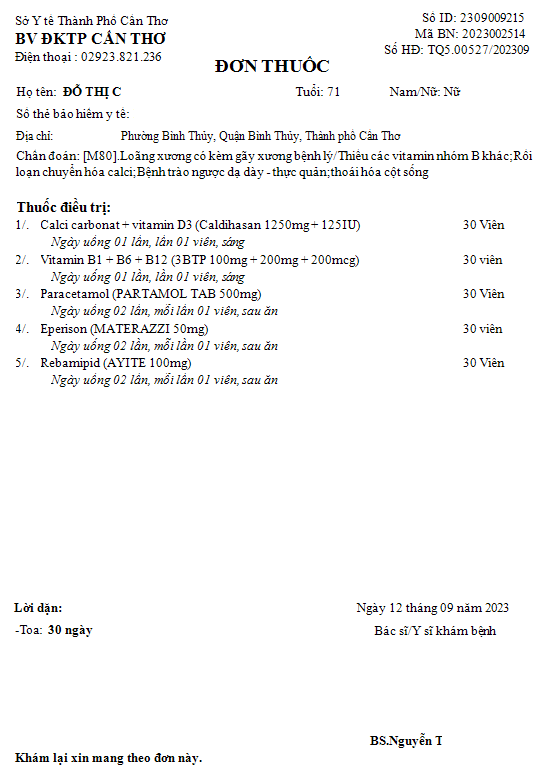 Sở Y tế Thành Phố Cần Thơ
Số ID: 2309009215
BV ĐKTP CẦN THƠ
Mã BN: 2023002514
Điện thoại : 02923.821.236
Số HĐ: TQ5.00527/202309
ĐƠN THUỐC
Họ tên: ĐỖ THỊ C Tuổi: 71 Nam/Nữ: Nữ
Số thẻ bảo hiểm y tế:
Địa chỉ: Phường Bình Thủy, Quận Bình Thủy, Thành phố Cần Thơ
Chẩn đoán: [M80].Loãng xương có kèm gãy xương bệnh lý/Thiếu các vitamin nhóm B khác;Rối
loạn chuyển hóa calci;Bệnh trào ngược dạ dày - thực quản;thoái hóa cột sống
Thuốc điều trị:
1/. Calci carbonat + vitamin D3 (Caldihasan 1250mg + 125IU) 30 Viên
Ngày uống 01 lần, lần 01 viên, sáng
2/. Vitamin B1 + B6 + B12 (3BTP 100mg + 200mg + 200mcg) 30 viên
Ngày uống 01 lần, lần 01 viên, sáng
3/. Paracetamol (PARTAMOL TAB 500mg) 30 Viên
Ngày uống 02 lần, mỗi lần 01 viên, sau ăn
4/. Eperison (MATERAZZI 50mg) 30 viên
Ngày uống 02 lần, mỗi lần 01 viên, sau ăn
5/. Rebamipid (AYITE 100mg) 30 Viên
Ngày uống 02 lần, mỗi lần 01 viên, sau ăn
Lời dặn: Ngày 12 tháng 09 năm 2023
-Toa: 30 ngày Bác sĩ/Y sĩ khám bệnh
BS.Nguyễn T
Khám lại xin mang theo đơn này.